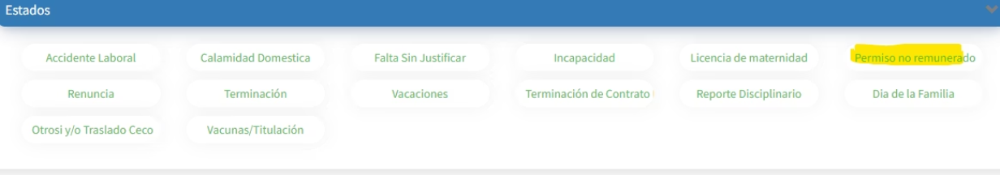 Estados
Accidente Laboral
Calamidad Domestica
Falta Sin Justificar
Incapacidad
Licencia de maternidad
Permiso no remunerado
Renuncia
Terminación
Vacaciones
Terminación de Contrato
Reporte Disciplinario
Dia de la Familia
Otrosi y/o Traslado Ceco
Vacunas/Titulación